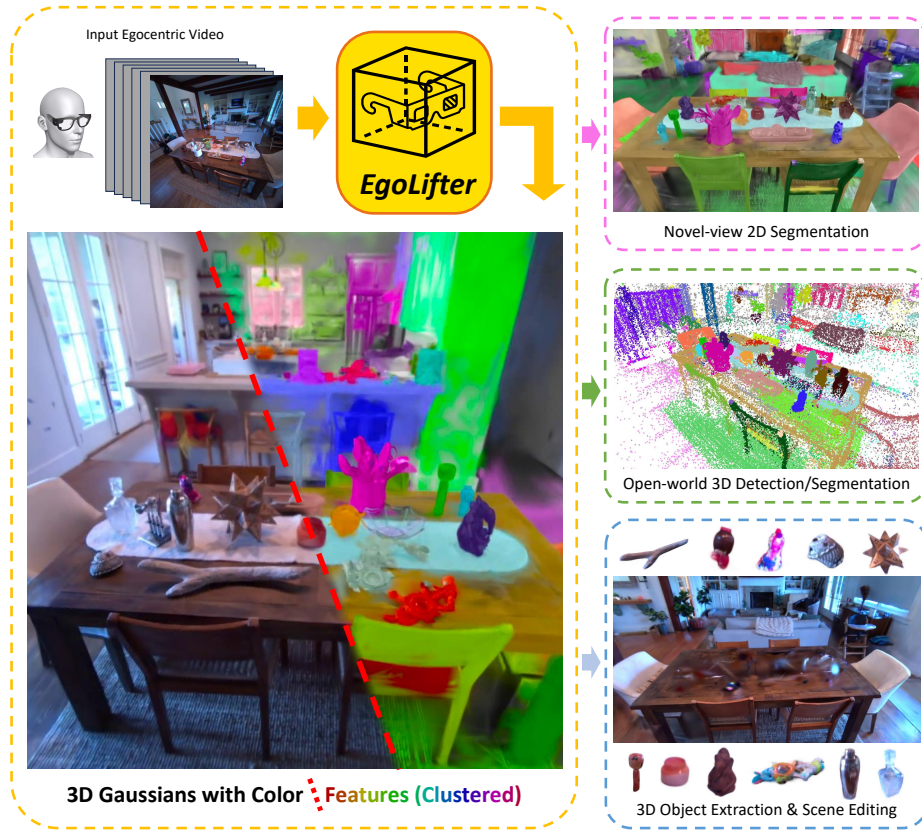 Input Egocentric Video
EgoLifter
3D Gaussians with Color Features (Clustered)
Novel-view 2D Segmentation
Open-world 3D Detection/Segmentation
3D Object Extraction & Scene Editing